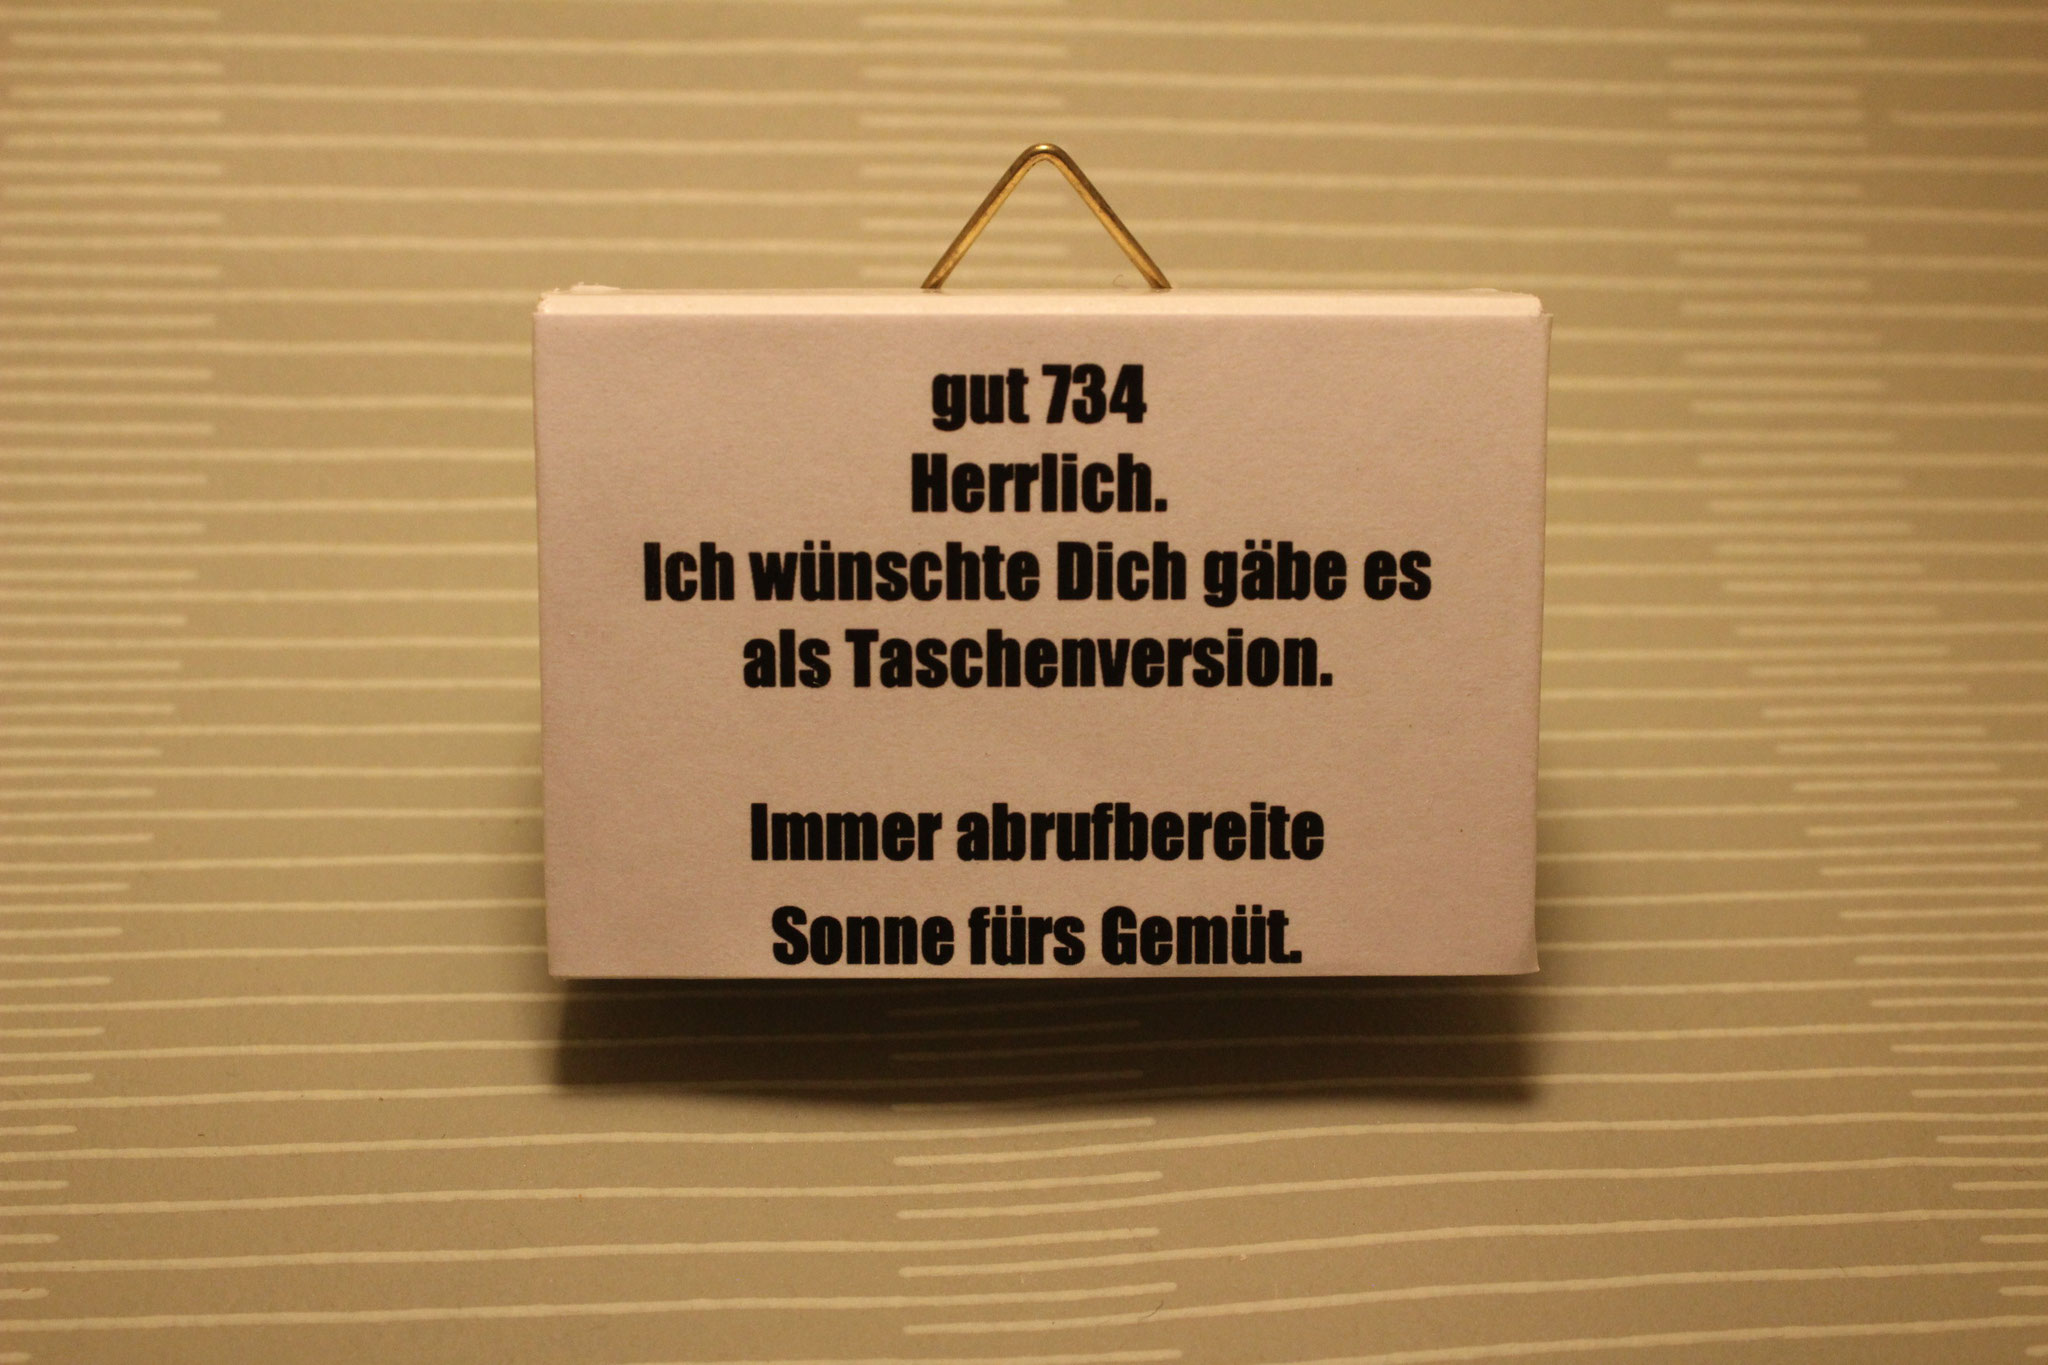 gut 734
Herrlich.
Ich wünschte Dich gäbe es
als Taschenversion.
Immer abrufbereite
Sonne fürs Gemüt.